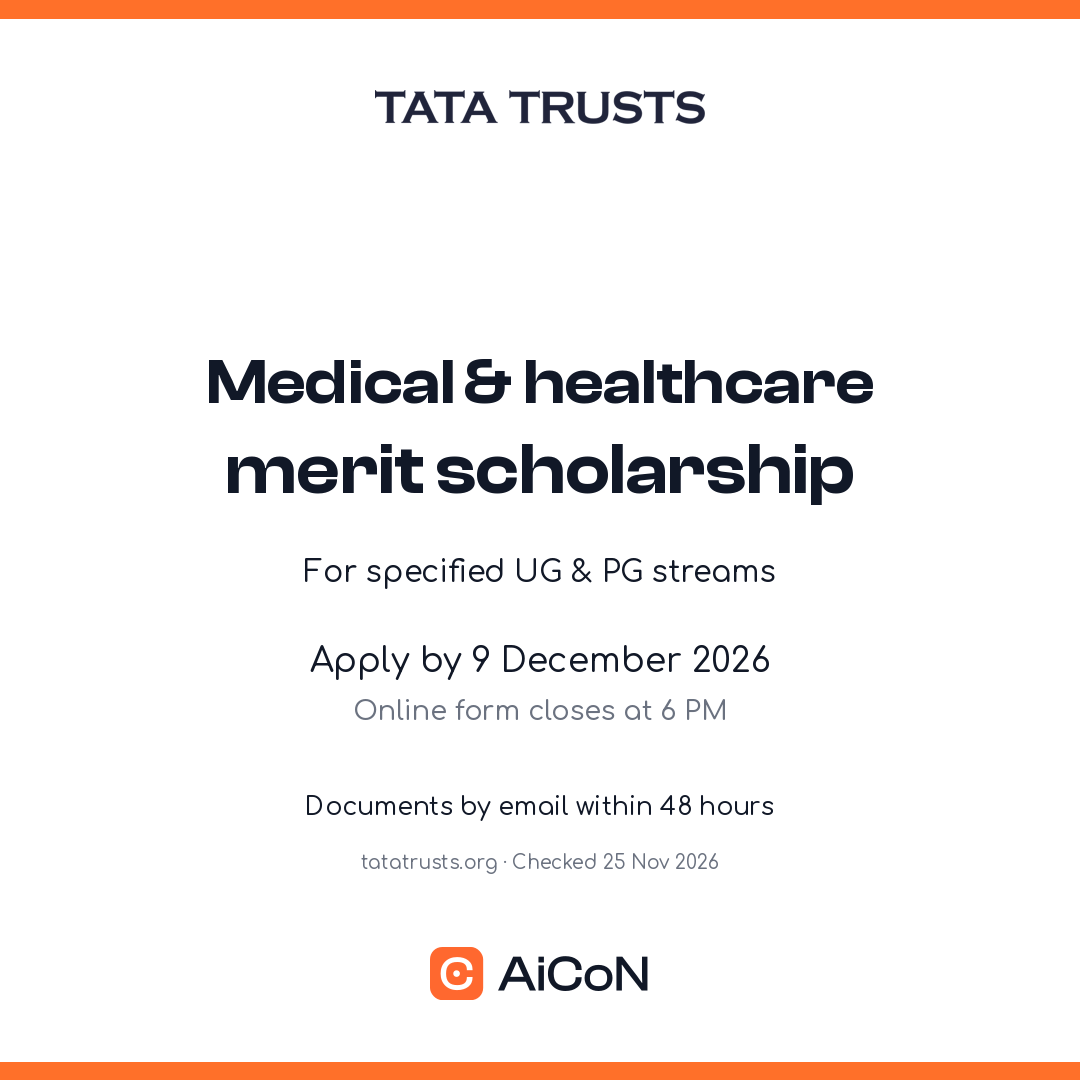 TATA TRUSTS
Medical & healthcare
merit scholarship
For specified UG & PG streams
Apply by 9 December 2026
Online form closes at 6 PM
Documents by email within 48 hours
tatatrusts.org · Checked 25 Nov 2026
C AiCoN